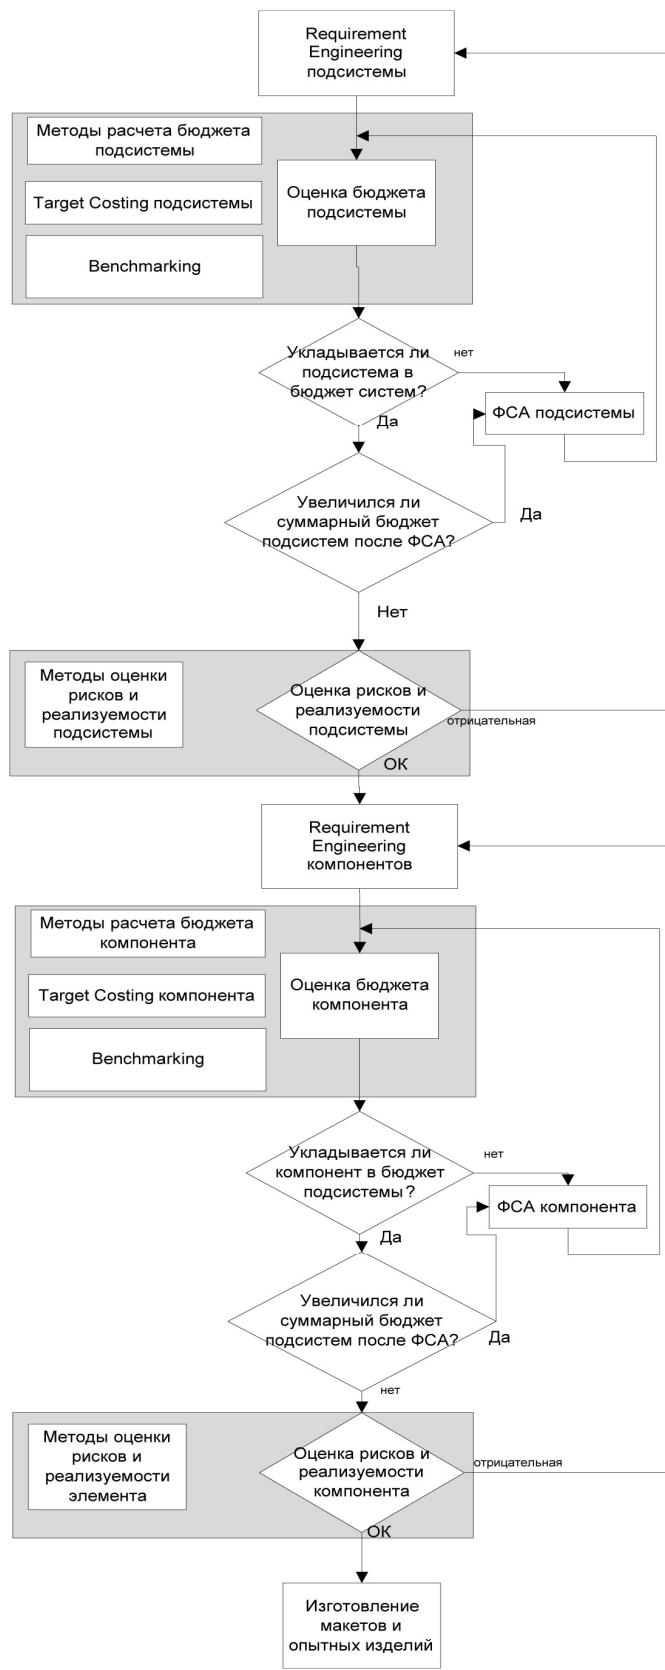 Requirement
Engineering
подсистемы
Методы расчета бюджета
подсистемы
Target Costing подсистемы
Benchmarking
Оценка бюджета
подсистемы
Укладывается ли
подсистема в
бюджет систем?
нет
ФСА подсистемы
Да
Увеличился ли
суммарный бюджет
подсистем после ФСА?
Да
Нет
Методы оценки
рисков и
реализуемости
подсистемы
Оценка рисков и
реализуемости
подсистемы
отрицательная
ОК
Requirement
Engineering
компонентов
Методы расчета бюджета
компонента
Target Costing компонента
Benchmarking
Оценка бюджета
компонента
Укладывается ли
компонент в бюджет
подсистемы?
нет
ФСА компонента
Да
Увеличился ли
суммарный бюджет
подсистем после ФСА?
Да
нет
Методы оценки
рисков и
реализуемости
элемента
Оценка рисков и
реализуемости
компонента
отрицательная
ОК
Изготовление
макетов и
опытных изделий